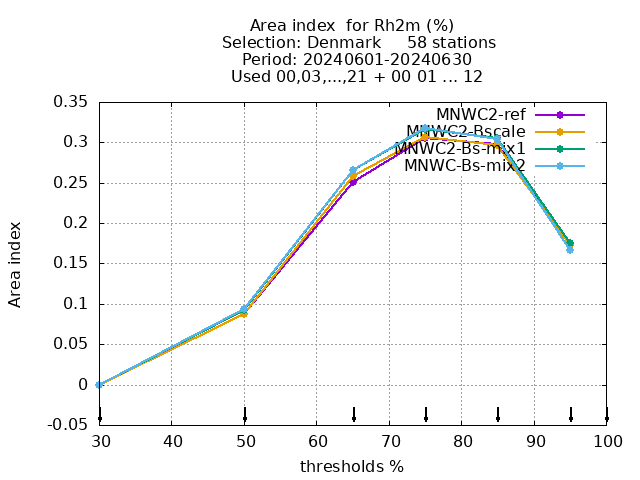 Area index  for Rh2m (%)
Selection: Denmark     58 stations
Period: 20240601-20240630
Used 00,03,...,21 + 00 01 ... 12
MNWC2-ref
MNWC2-Bscale
MNWC2-Bs-mix1
MNWC-Bs-mix2
Area index
0.35
0.3
0.25
0.2
0.15
0.1
0.05
0
-0.05
30 40 50 60 70 80 90 100
thresholds %